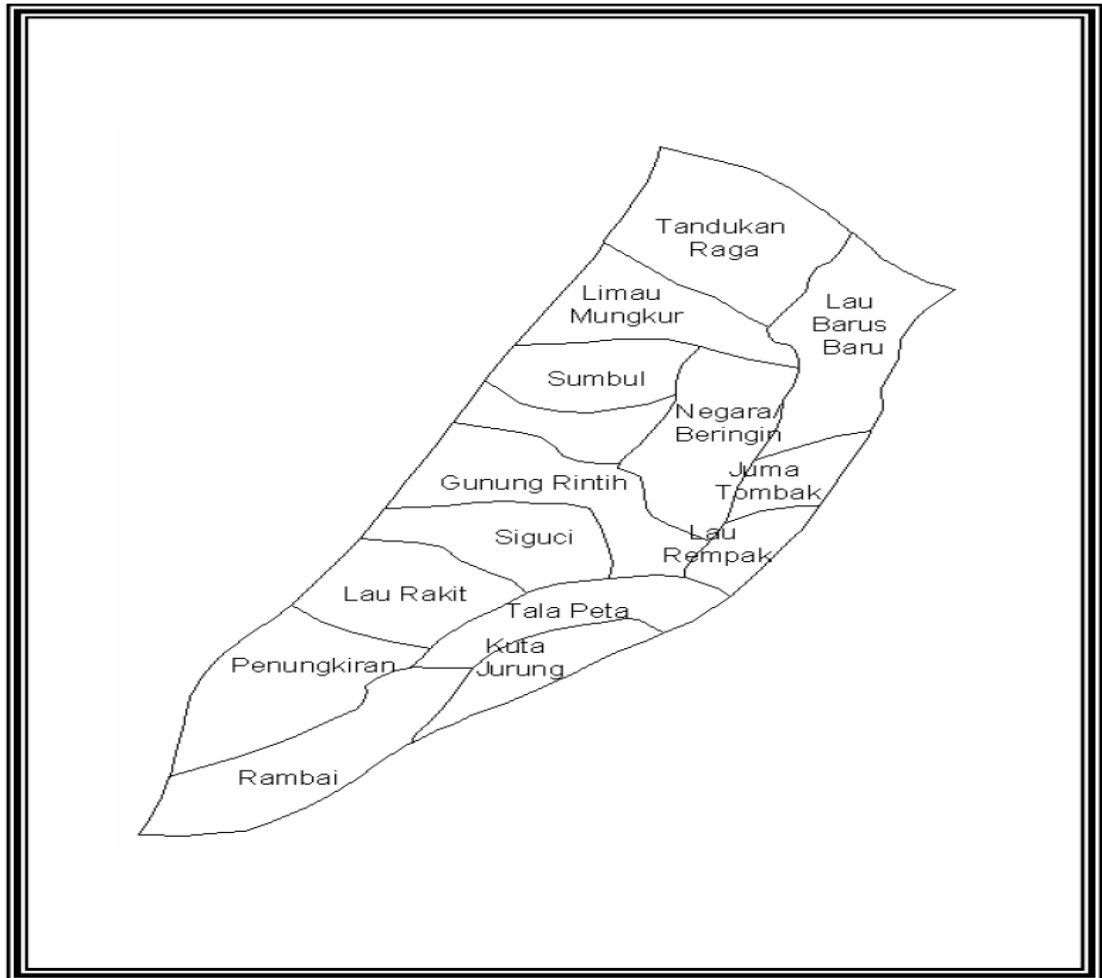 Tandukan
Raga
Limau
Mungkur
Lau
Barus
Baru
Sumbul
Negara/
Beringin
Juma
Tombak
Gunung Rintih
Siguci
Lau
Rempak
Lau Rakit
Tala Peta
Kuta
Jurung
Penungkiran
Rambai